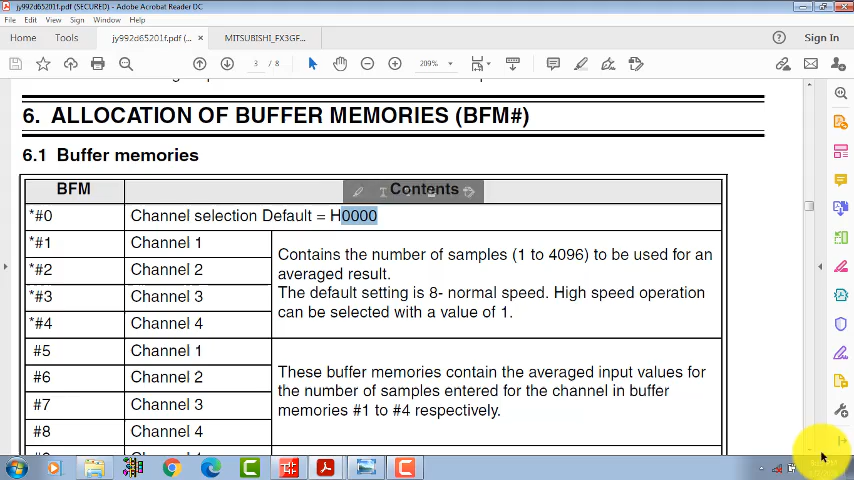 jy992d65201f.pdf (SECURED) - Adobe Acrobat Reader DC
File Edit View Sign Window Help
Home Tools jy992d65201f.pdf (... × MITSUBISHI_FX3GF... Sign In
3 / 8 209%
6. ALLOCATION OF BUFFER MEMORIES (BFM#)
6.1 Buffer memories
BFM Contents
*#0 Channel selection Default = H0000
*#1 Channel 1
*#2 Channel 2
*#3 Channel 3
*#4 Channel 4
Contains the number of samples (1 to 4096) to be used for an
averaged result.
The default setting is 8- normal speed. High speed operation
can be selected with a value of 1.
#5 Channel 1
#6 Channel 2
#7 Channel 3
#8 Channel 4
These buffer memories contain the averaged input values for
the number of samples entered for the channel in buffer
memories #1 to #4 respectively.